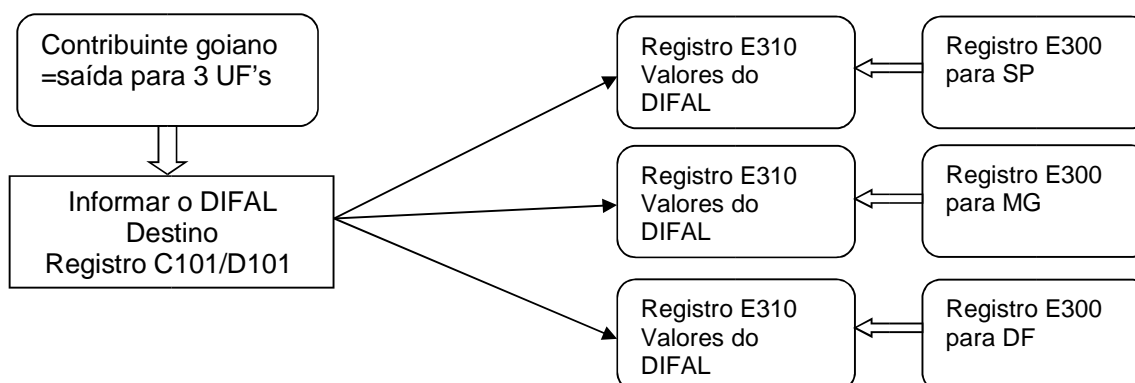 Contribuinte goiano
=saída para 3 UF's
Informar o DIFAL
Destino
Registro C101/D101
Registro E310
Valores do
DIFAL
Registro E300
para SP
Registro E310
Valores do
DIFAL
Registro E300
para MG
Registro E310
Valores do
DIFAL
Registro E300
para DF